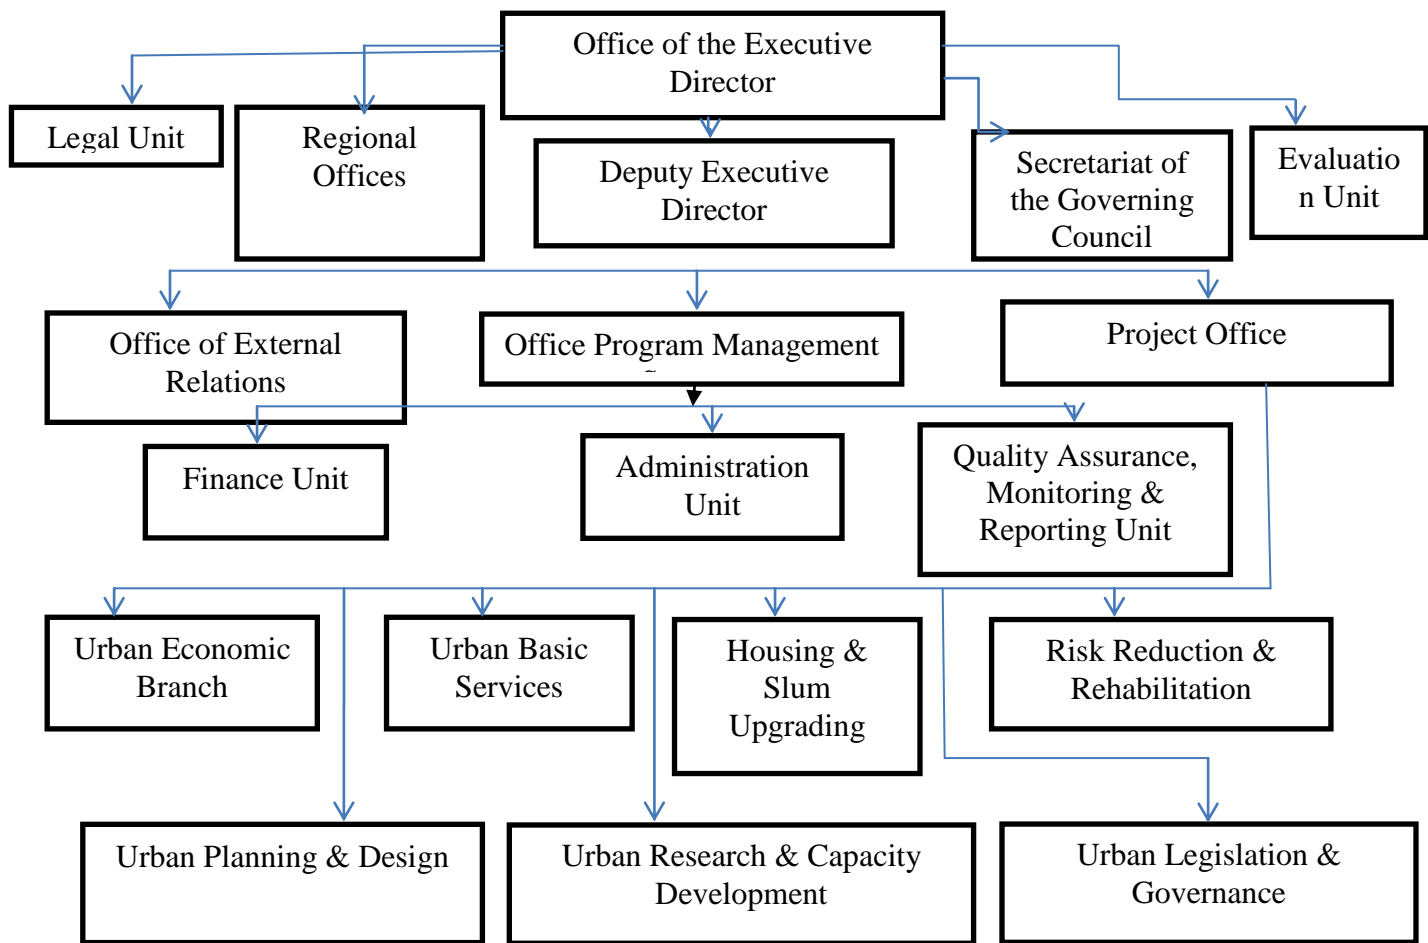 Office of the Executive
Director
Legal Unit
Regional
Offices
Deputy Executive
Director
Secretariat of
the Governing
Council
Evaluatio
n Unit
Office of External
Relations
Office Program Management
Project Office
Finance Unit
Administration
Unit
Quality Assurance,
Monitoring &
Reporting Unit
Urban Economic
Branch
Urban Basic
Services
Housing &
Slum
Upgrading
Risk Reduction &
Rehabilitation
Urban Planning & Design
Urban Research & Capacity
Development
Urban Legislation &
Governance